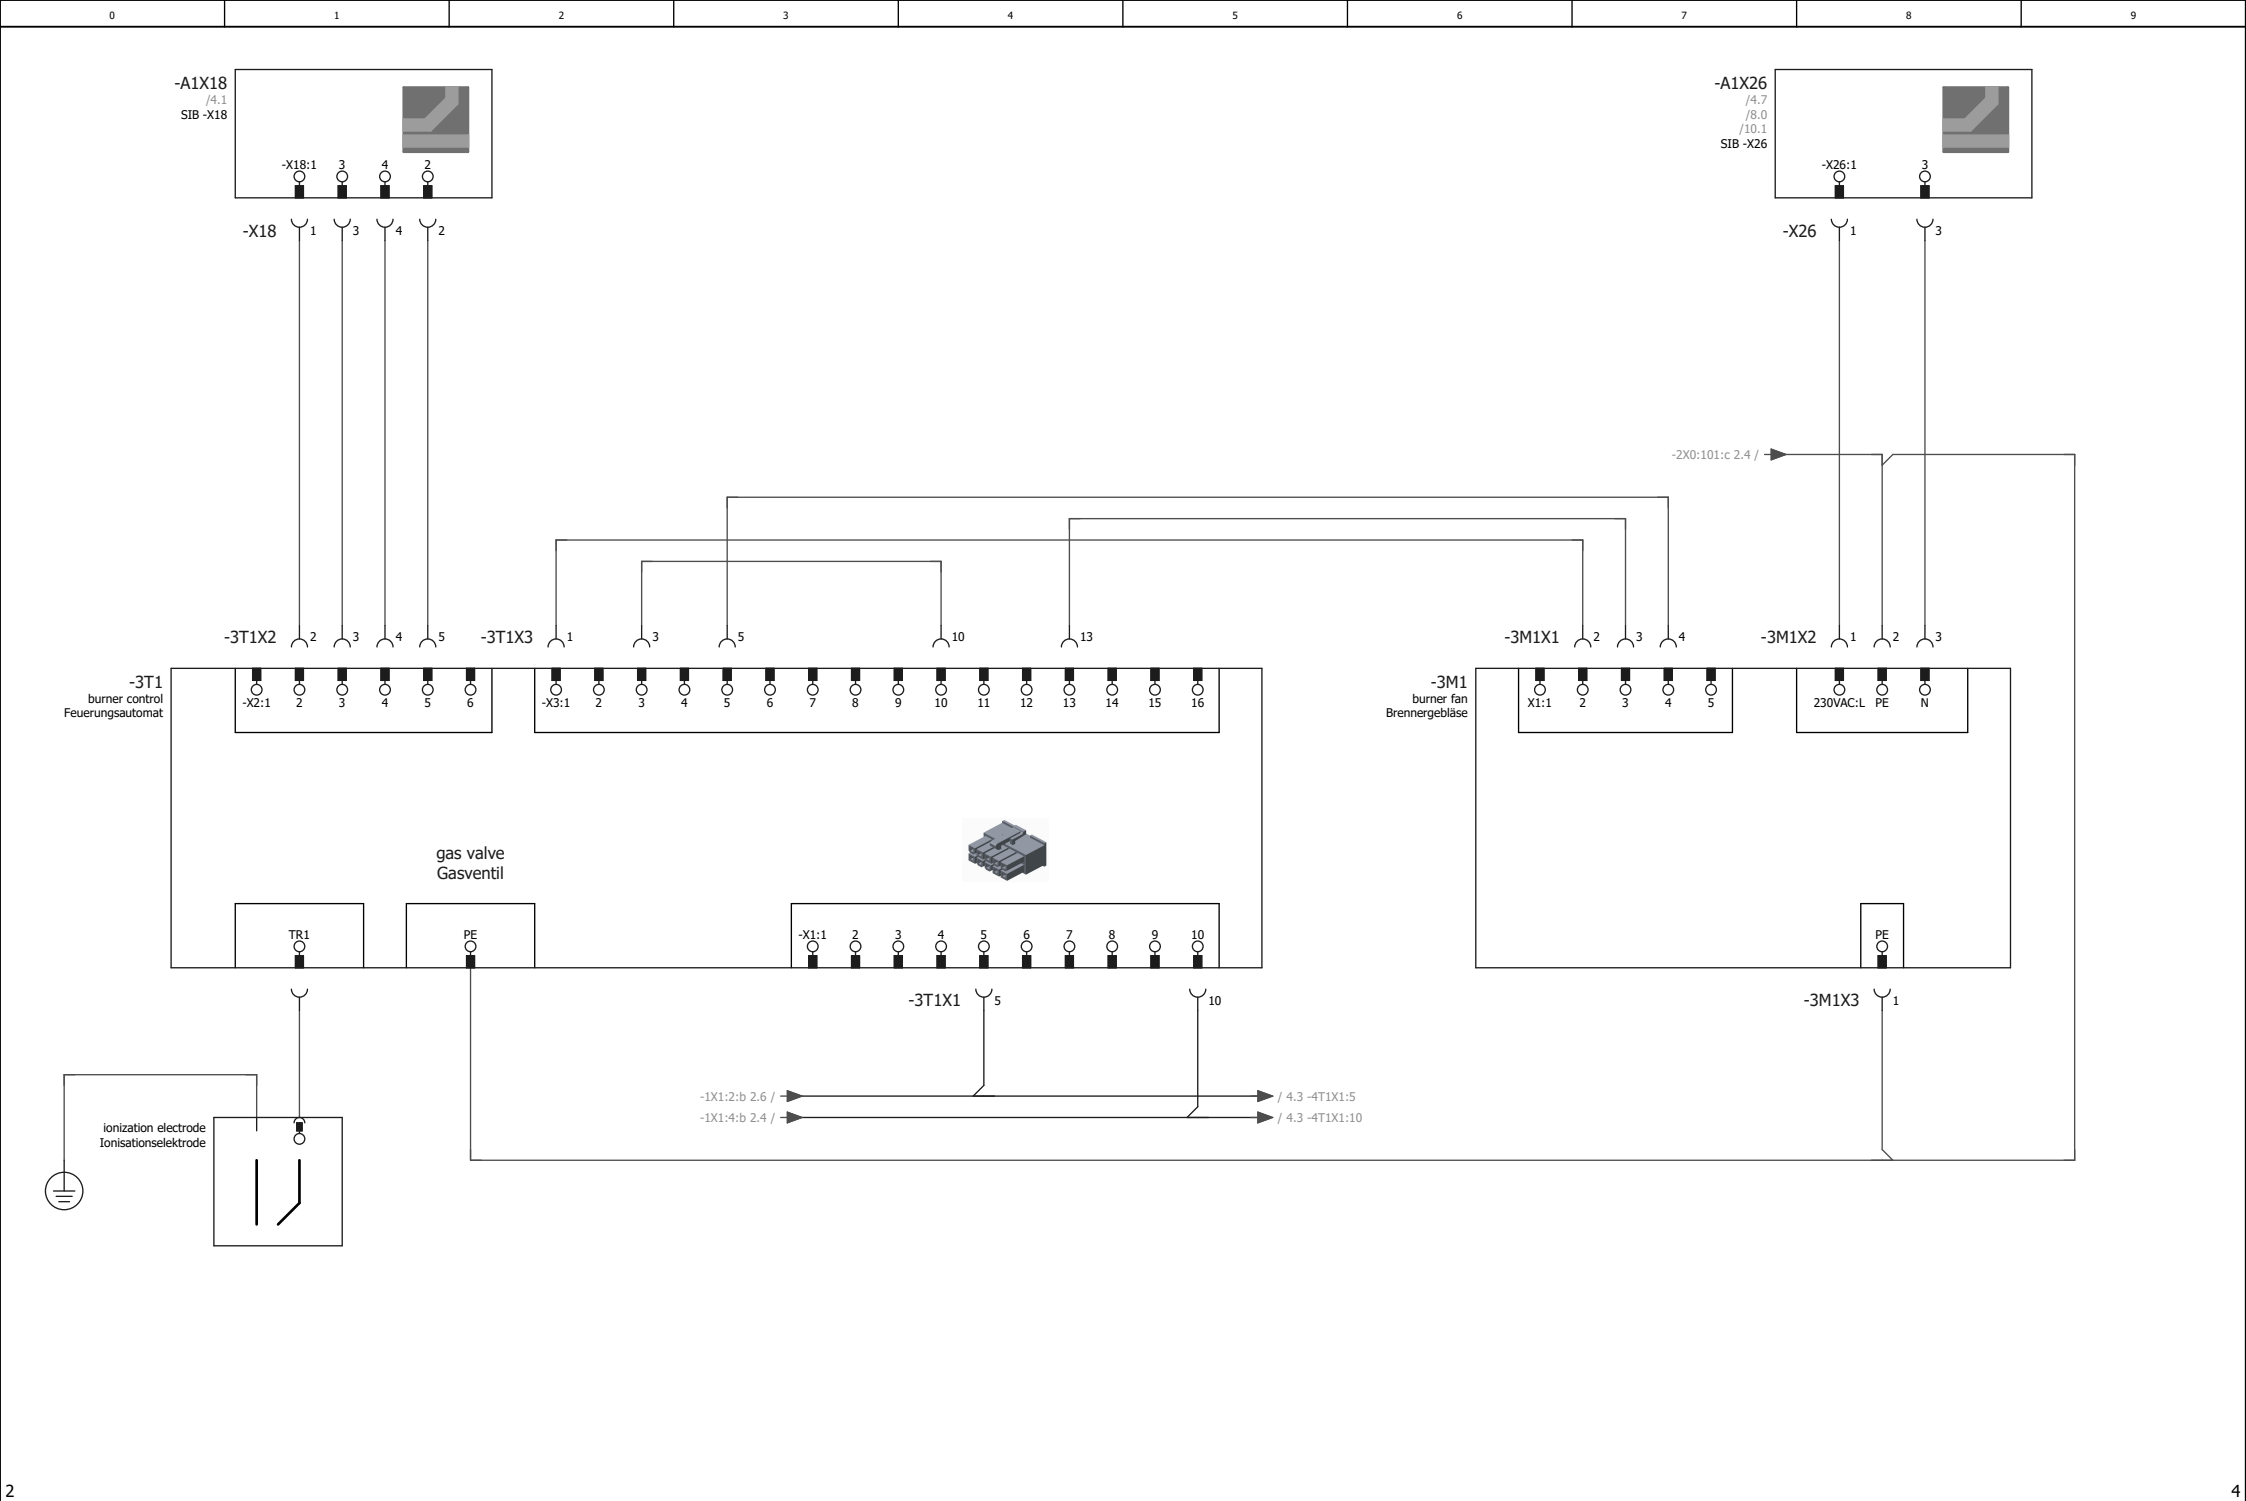 0 1 2 3 4 5 6 7 8 9
-A1X18
/4.1
SIB -X18
-X18:1 3 4 2
-X18 1 3 4 2
-A1X26
/4.7
/8.0
/10.1
SIB -X26
-X26:1 3
-X26 1 3
-2X0:101:c 2.4 /
-3T1X2 2 3 4 5
-3T1X3 1 3 5 10 13
-3M1X1 2 3 4
-3M1X2 1 2 3
-3T1
burner control
Feuerungsautomat
-X2:1 2 3 4 5 6
-X3:1 2 3 4 5 6 7 8 9 10 11 12 13 14 15 16
-3M1
burner fan
Brennergebläse
X1:1 2 3 4 5
230VAC:L PE N
gas valve
Gasventil
TR1
PE
-X1:1 2 3 4 5 6 7 8 9 10
PE
-3T1X1 5 10
-3M1X3 1
-1X1:2:b 2.6 /
/ 4.3 -4T1X1:5
-1X1:4:b 2.4 /
/ 4.3 -4T1X1:10
ionization electrode
Ionisationselektrode
2
4